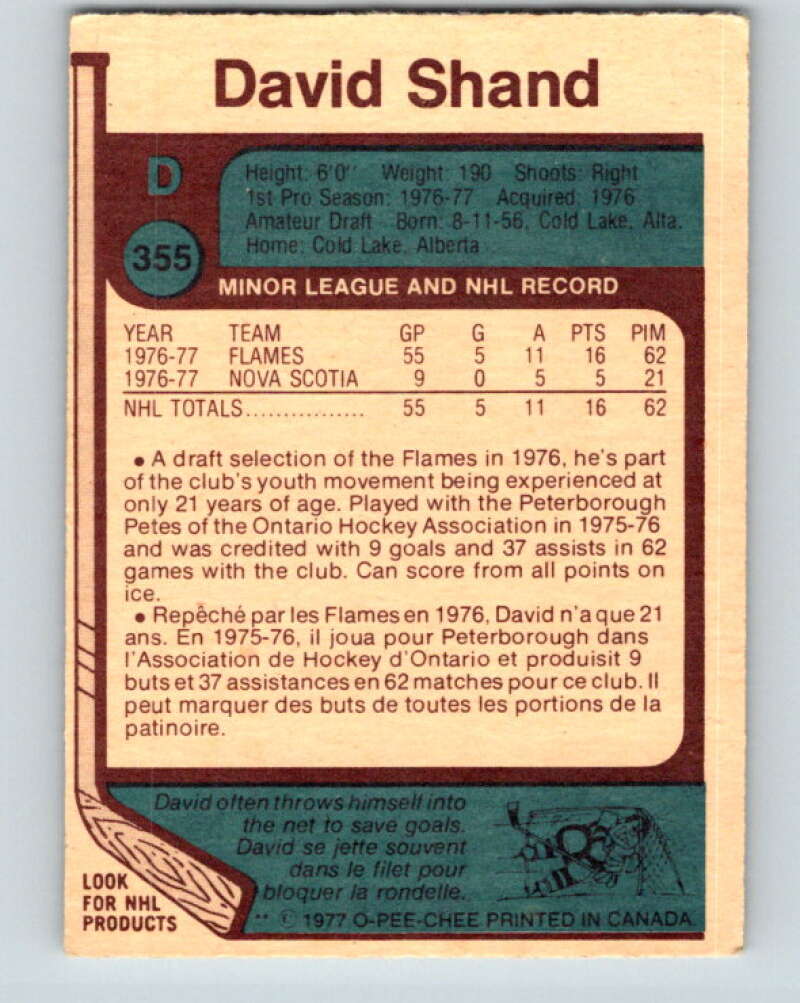 David Shand
D
Height: 6'0" Weight: 190 Shoots: Right
1st Pro Season: 1976-77 Acquired: 1976
Amateur Draft Born: 8-11-56, Cold Lake, Alta.
Home: Cold Lake, Alberta
355
MINOR LEAGUE AND NHL RECORD
YEAR TEAM GP G A PTS PIM
1976-77 FLAMES 55 5 11 16 62
1976-77 NOVA SCOTIA 9 0 5 5 21
NHL TOTALS................ 55 5 11 16 62
• A draft selection of the Flames in 1976, he's part
of the club's youth movement being experienced at
only 21 years of age. Played with the Peterborough
Petes of the Ontario Hockey Association in 1975-76
and was credited with 9 goals and 37 assists in 62
games with the club. Can score from all points on
ice.
• Repêché par les Flames en 1976, David n'a que 21
ans. En 1975-76, il joua pour Peterborough dans
l'Association de Hockey d'Ontario et produisit 9
buts et 37 assistances en 62 matches pour ce club. Il
peut marquer des buts de toutes les portions de la
patinoire.
David often throws himself into
the net to save goals.
David se jette souvent
dans le filet pour
bloquer la rondelle.
LOOK
FOR NHL
PRODUCTS
** © 1977 O-PEE-CHEE PRINTED IN CANADA.